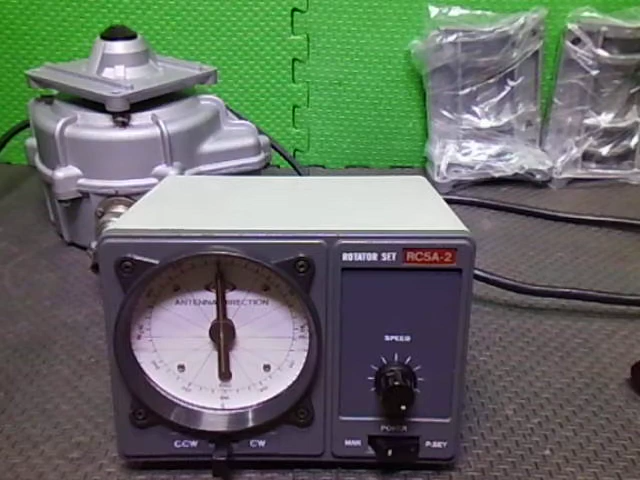 ROTATOR SET RC5A-2
ANTENNA DIRECTION
SPEED
POWER
MAN P.SET
CCW CW